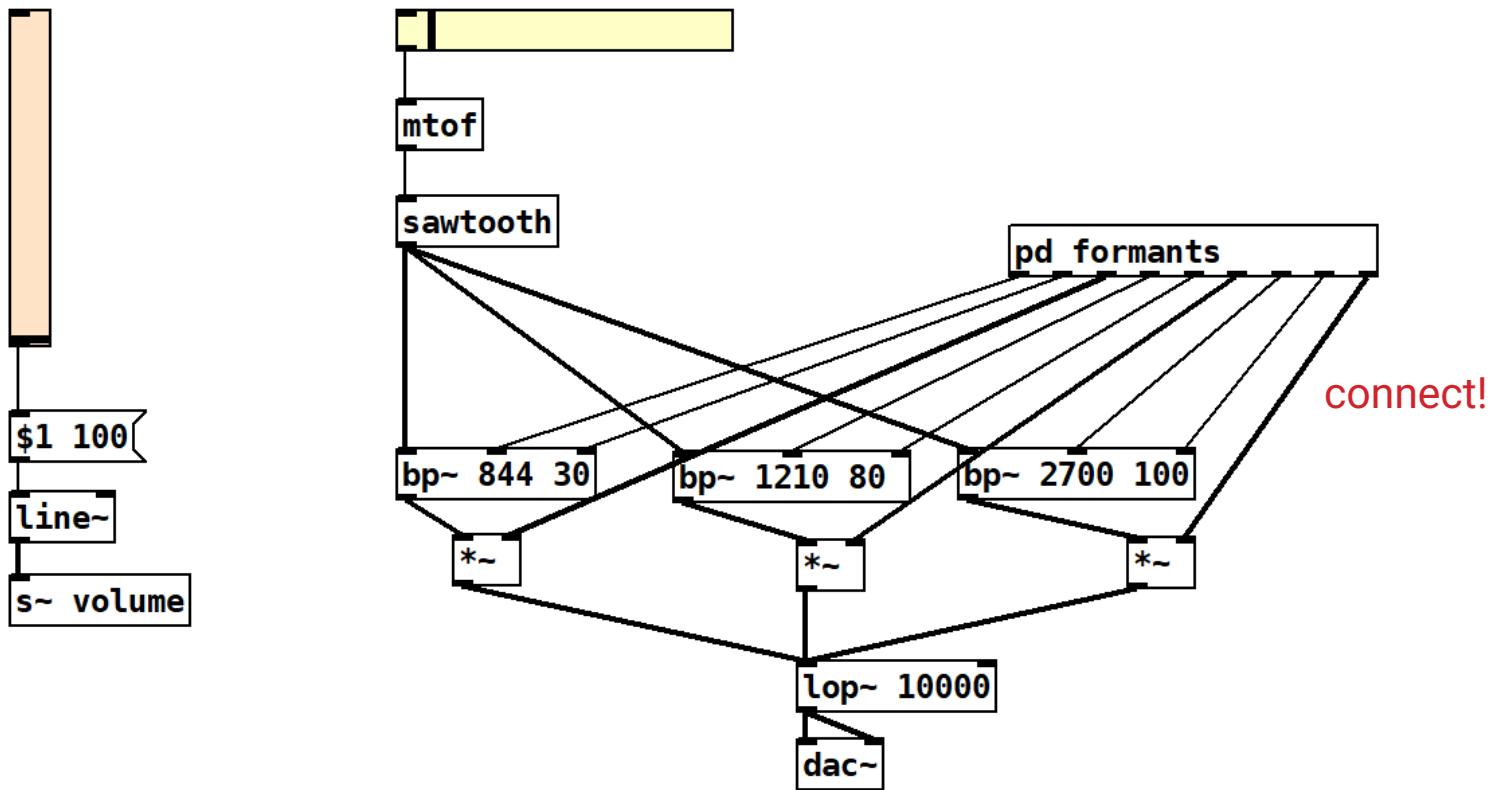 mtof
sawtooth
pd formants
connect!
$1 100
bp~ 844 30
bp~ 1210 80
bp~ 2700 100
line~
*~
*~
*~
s~ volume
lop~ 10000
dac~